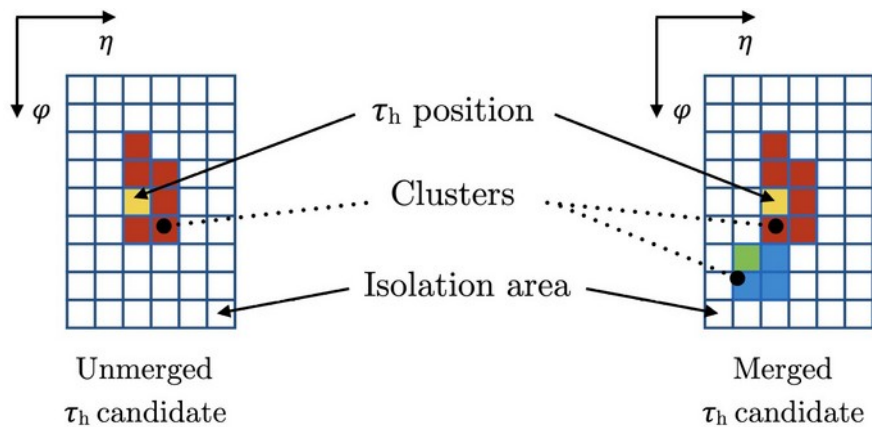 η
η
φ
φ
τh position
Clusters
Isolation area
Unmerged
τh candidate
Merged
τh candidate